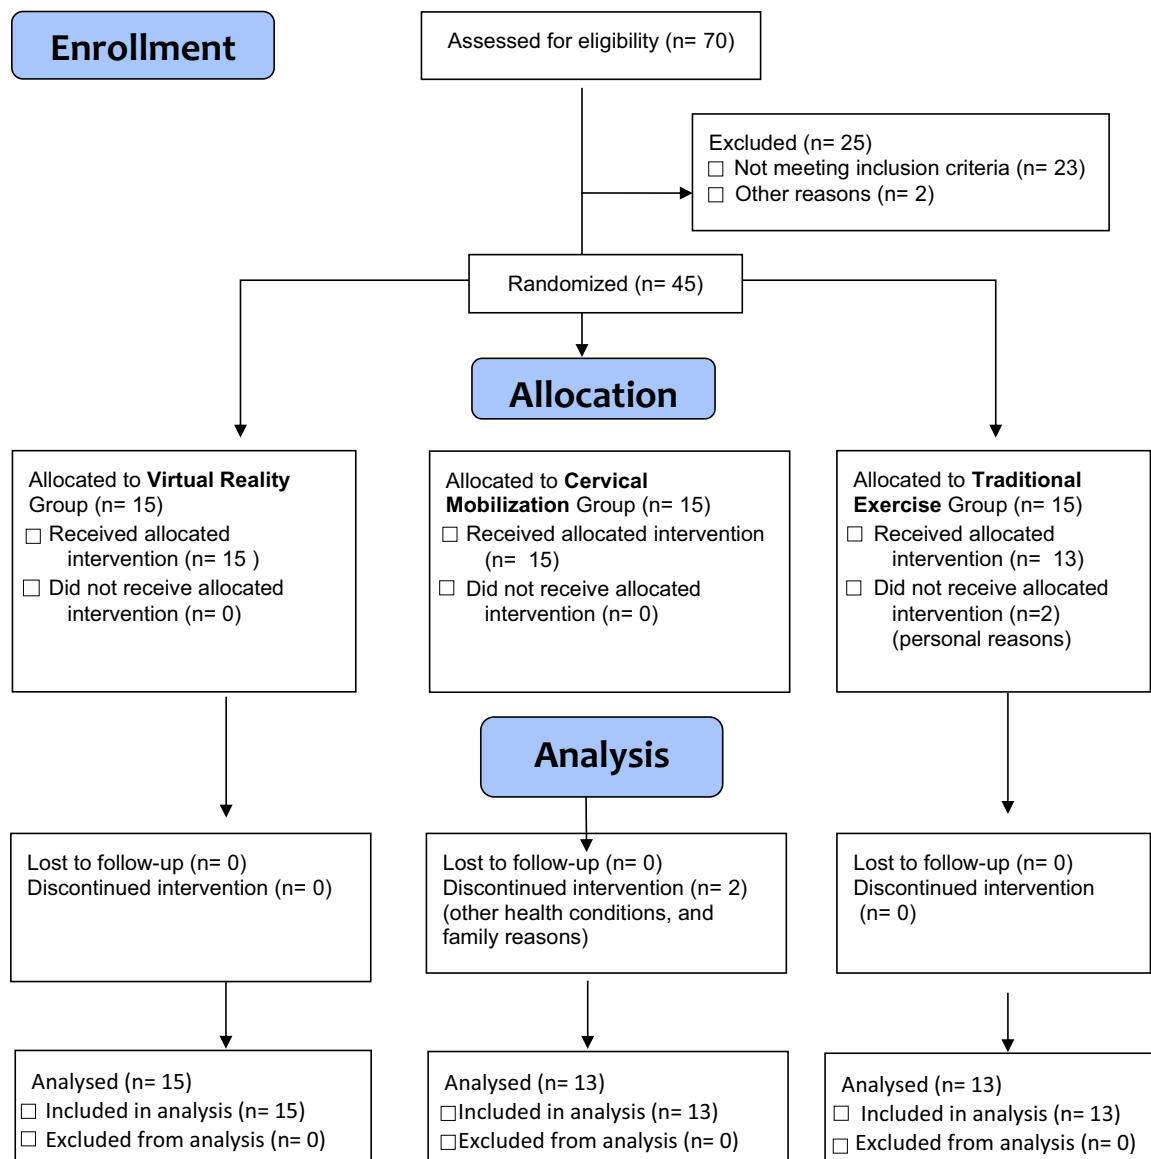 Enrollment
Assessed for eligibility (n= 70)
Excluded (n= 25)
□ Not meeting inclusion criteria (n= 23)
□ Other reasons (n= 2)
Randomized (n= 45)
Allocation
Allocated to Virtual Reality
Group (n= 15)
□ Received allocated
intervention (n= 15 )
□ Did not receive allocated
intervention (n= 0)
Allocated to Cervical
Mobilization Group (n= 15)
□ Received allocated intervention
(n= 15)
□ Did not receive allocated
intervention (n= 0)
Allocated to Traditional
Exercise Group (n= 15)
□ Received allocated
intervention (n= 13)
□ Did not receive allocated
intervention (n=2)
(personal reasons)
Analysis
Lost to follow-up (n= 0)
Discontinued intervention (n= 0)
Lost to follow-up (n= 0)
Discontinued intervention (n= 2)
(other health conditions, and
family reasons)
Lost to follow-up (n= 0)
Discontinued intervention
(n= 0)
Analysed (n= 15)
□ Included in analysis (n= 15)
□ Excluded from analysis (n= 0)
Analysed (n= 13)
□Included in analysis (n= 13)
□Excluded from analysis (n= 0)
Analysed (n= 13)
□ Included in analysis (n= 13)
□ Excluded from analysis (n= 0)